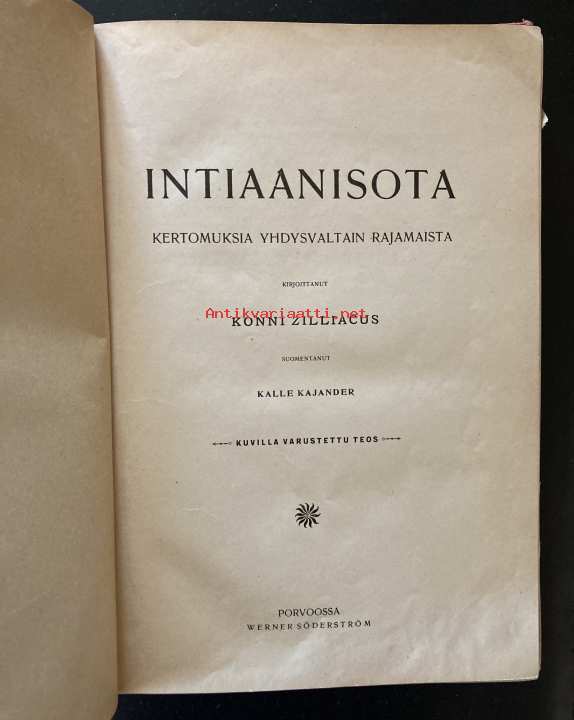 INTIAANISOTA
KERTOMUKSIA YHDYSVALTAIN RAJAMAISTA
KIRJOITTANUT
Antikvariaatti.net
KONNI ZILLIACUS
SUOMENTANUT
KALLE KAJANDER
KUVILLA VARUSTETTU TEOS
PORVOOSSA
WERNER SÖDERSTRÖM